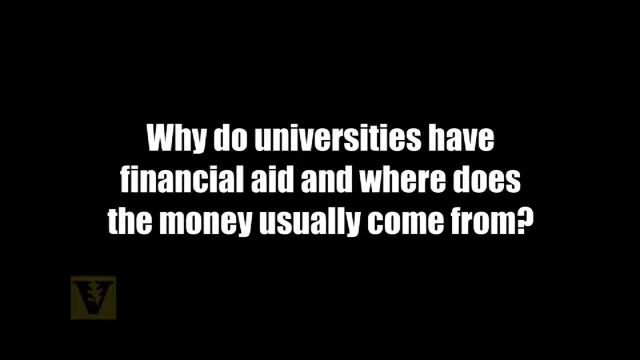 Why do universities have
financial aid and where does
the money usually come from?
V